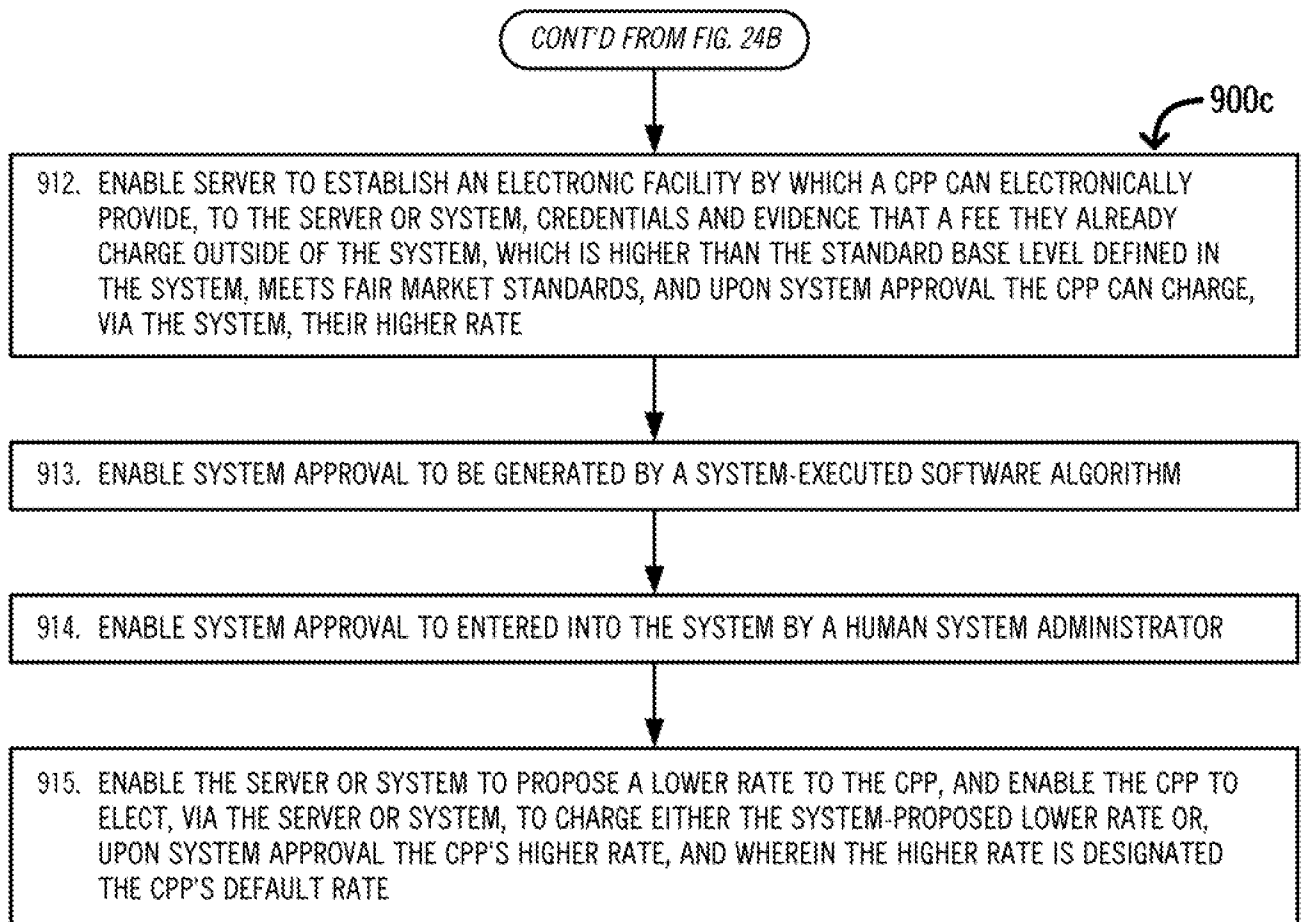 CONT'D FROM FIG. 24B
900c
912. ENABLE SERVER TO ESTABLISH AN ELECTRONIC FACILITY BY WHICH A CPP CAN ELECTRONICALLY
PROVIDE, TO THE SERVER OR SYSTEM, CREDENTIALS AND EVIDENCE THAT A FEE THEY ALREADY
CHARGE OUTSIDE OF THE SYSTEM, WHICH IS HIGHER THAN THE STANDARD BASE LEVEL DEFINED IN
THE SYSTEM, MEETS FAIR MARKET STANDARDS, AND UPON SYSTEM APPROVAL THE CPP CAN CHARGE,
VIA THE SYSTEM, THEIR HIGHER RATE
913. ENABLE SYSTEM APPROVAL TO BE GENERATED BY A SYSTEM-EXECUTED SOFTWARE ALGORITHM
914. ENABLE SYSTEM APPROVAL TO ENTERED INTO THE SYSTEM BY A HUMAN SYSTEM ADMINISTRATOR
915. ENABLE THE SERVER OR SYSTEM TO PROPOSE A LOWER RATE TO THE CPP, AND ENABLE THE CPP TO
ELECT, VIA THE SERVER OR SYSTEM, TO CHARGE EITHER THE SYSTEM-PROPOSED LOWER RATE OR,
UPON SYSTEM APPROVAL THE CPP'S HIGHER RATE, AND WHEREIN THE HIGHER RATE IS DESIGNATED
THE CPP'S DEFAULT RATE